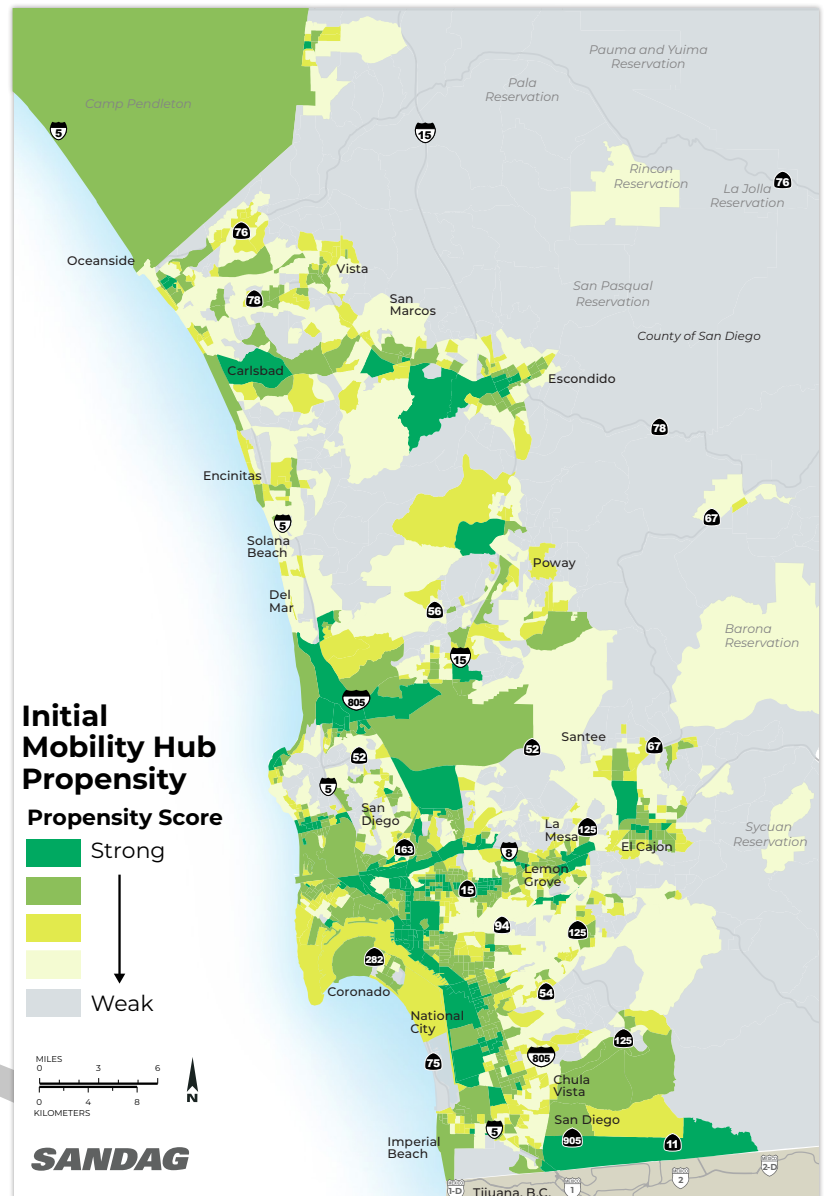 Pauma and Yuima
Reservation
Pala
Reservation
Camp Pendleton
5
15
Rincon
Reservation
La Jolla
Reservation
76
76
Oceanside
Vista
78
San
Marcos
San Pasqual
Reservation
County of San Diego
Carlsbad
Escondido
78
Encinitas
67
5
Solana
Beach
Poway
Del
Mar
56
Barona
Reservation
15
805
Initial
Mobility Hub
Propensity
Propensity Score
Strong
Weak
Santee
67
52
52
5
San
Diego
La
Mesa
125
Sycuan
Reservation
163
8
El Cajon
Lemon
Grove
15
94
125
282
Coronado
54
National
City
125
75
805
Chula
Vista
San Diego
5
905
11
Imperial
Beach
MILES
0 3 6
0 4 8
KILOMETERS
N
SANDAG
1-D
Tijuana, B.C.
1
2
2-D